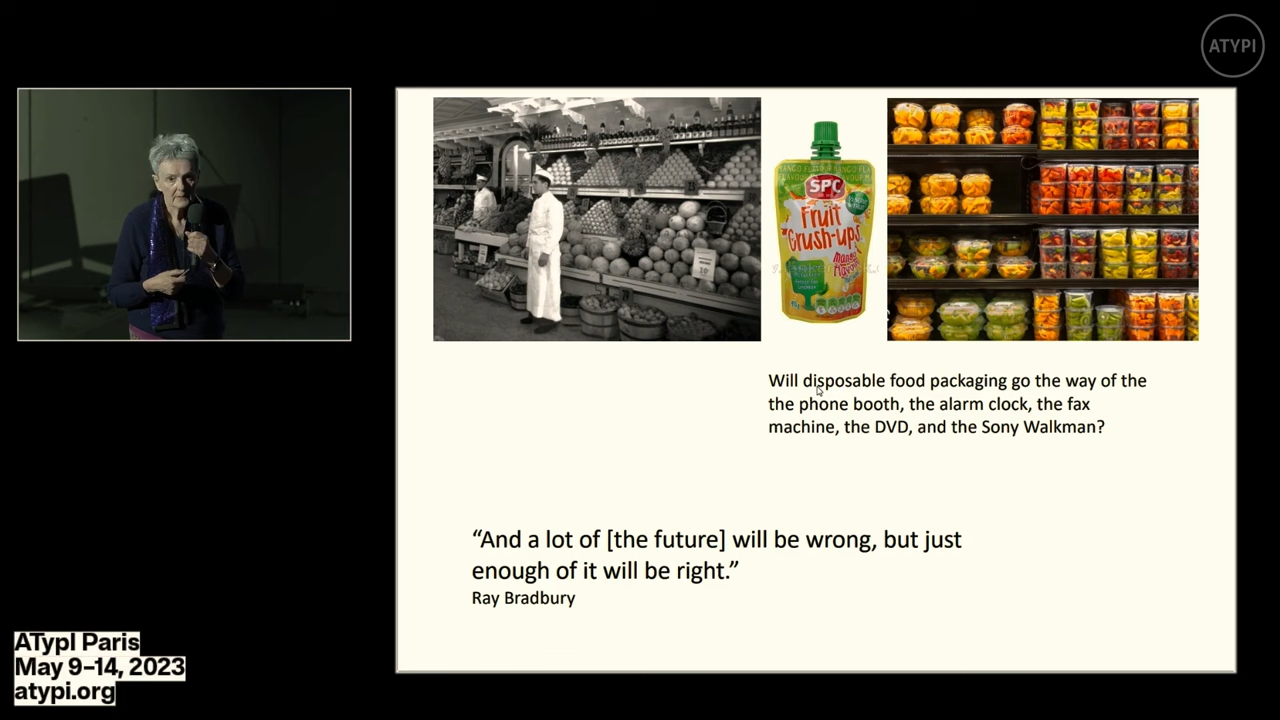 ATYPI
SPC
Fruit
Crush-ups
Mango
Will disposable food packaging go the way of the
the phone booth, the alarm clock, the fax
machine, the DVD, and the Sony Walkman?
“And a lot of [the future] will be wrong, but just
enough of it will be right.”
Ray Bradbury
ATypI Paris
May 9–14, 2023
atypi.org